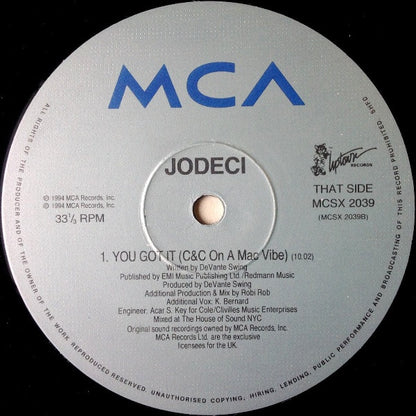 MCA
JODECI
uptown
RECORDS
℗ 1994 MCA Records, Inc.
© 1994 MCA Records, Inc.
33⅓ RPM
THAT SIDE
MCSX 2039
(MCSX 2039B)
1. YOU GOT IT (C&C On A Mac Vibe) (10.02)
Written by DeVante Swing
Published by EMI Music Publishing Ltd. /Redmann Music
Produced by DeVante Swing
Additional Production & Mix by Robi Rob
Additional Vox: K. Bernard
Engineer: Acar S. Key for Cole/Clivilles Music Enterprises
Mixed at The House of Sound NYC
Original sound recordings owned by MCA Records, Inc.
MCA Records Ltd. are the exclusive
licensees for the UK.
ALL RIGHTS OF THE PRODUCER AND OF THE OWNER OF THE WORK REPRODUCED RESERVED. UNAUTHORISED COPYING, HIRING, LENDING, PUBLIC PERFORMANCE AND BROADCASTING OF THIS RECORD PROHIBITED.